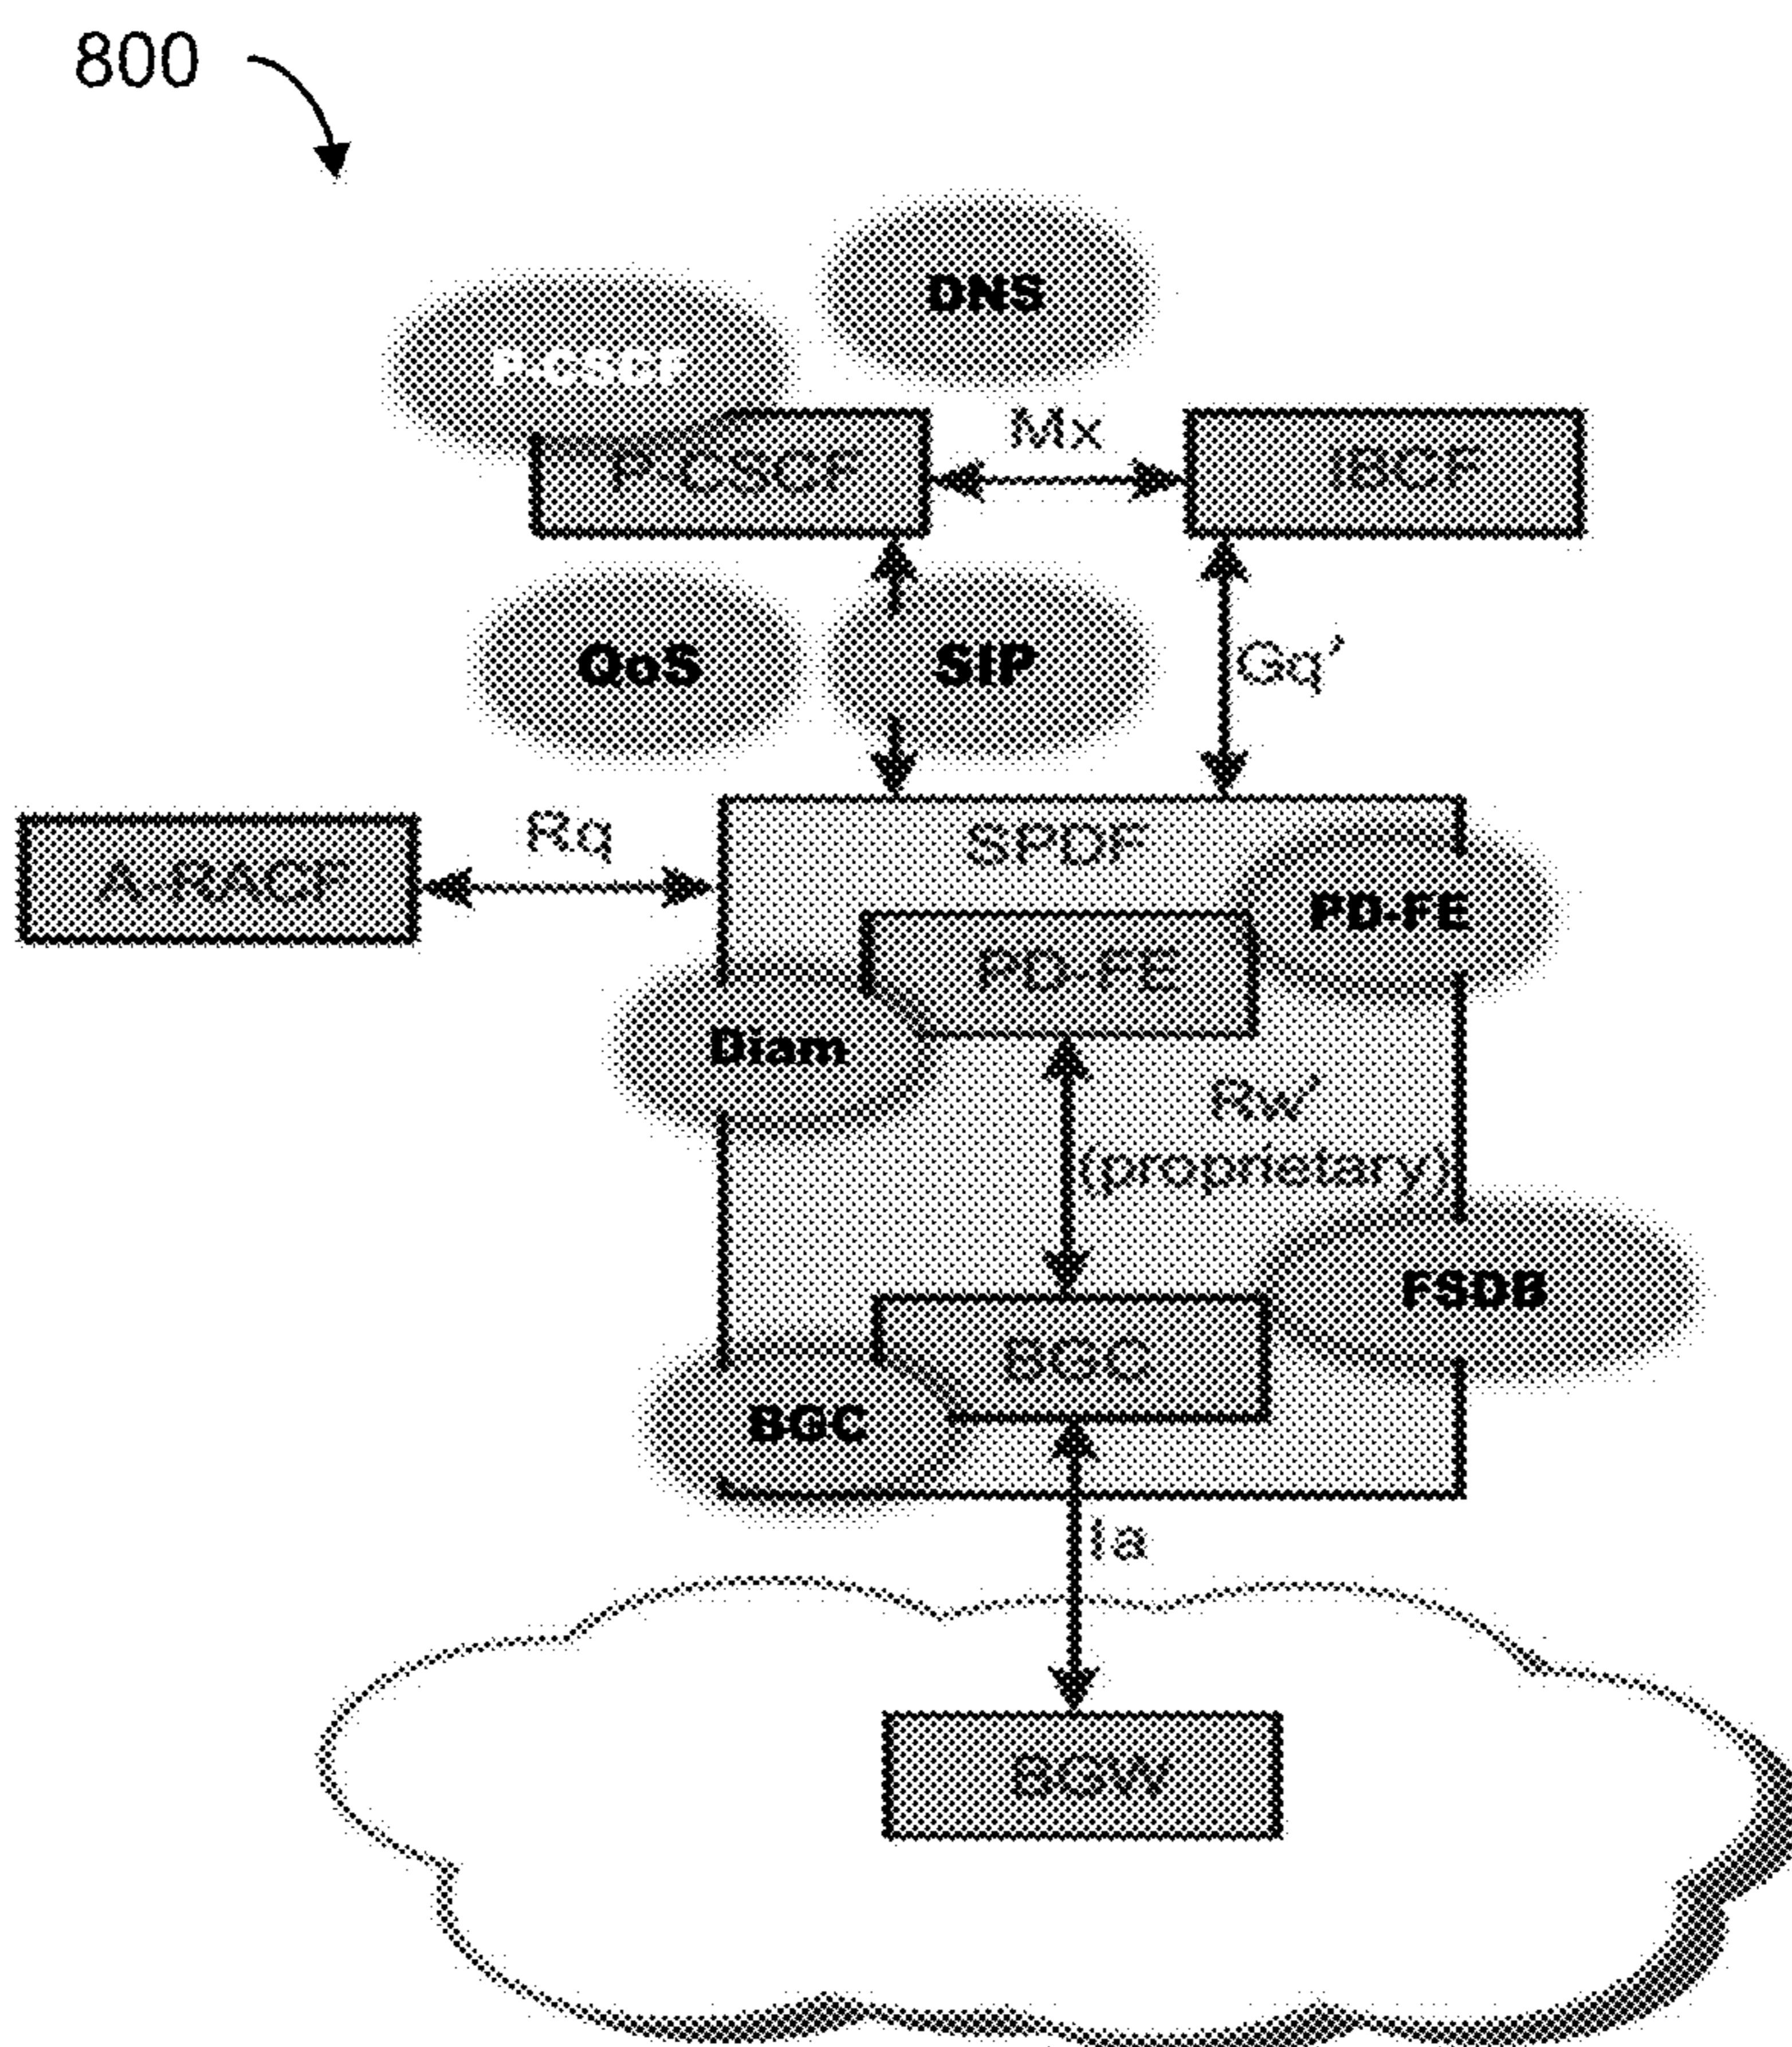 800
DNS
P-CSCF
P-CSCF
Mx
IBCF
QoS
SIP
Gq'
A-RACF
Rq
SPDF
PD-FE
PD-FE
Diam
Rw'
(proprietary)
FSDB
BGC
BGC
Ia
BGW